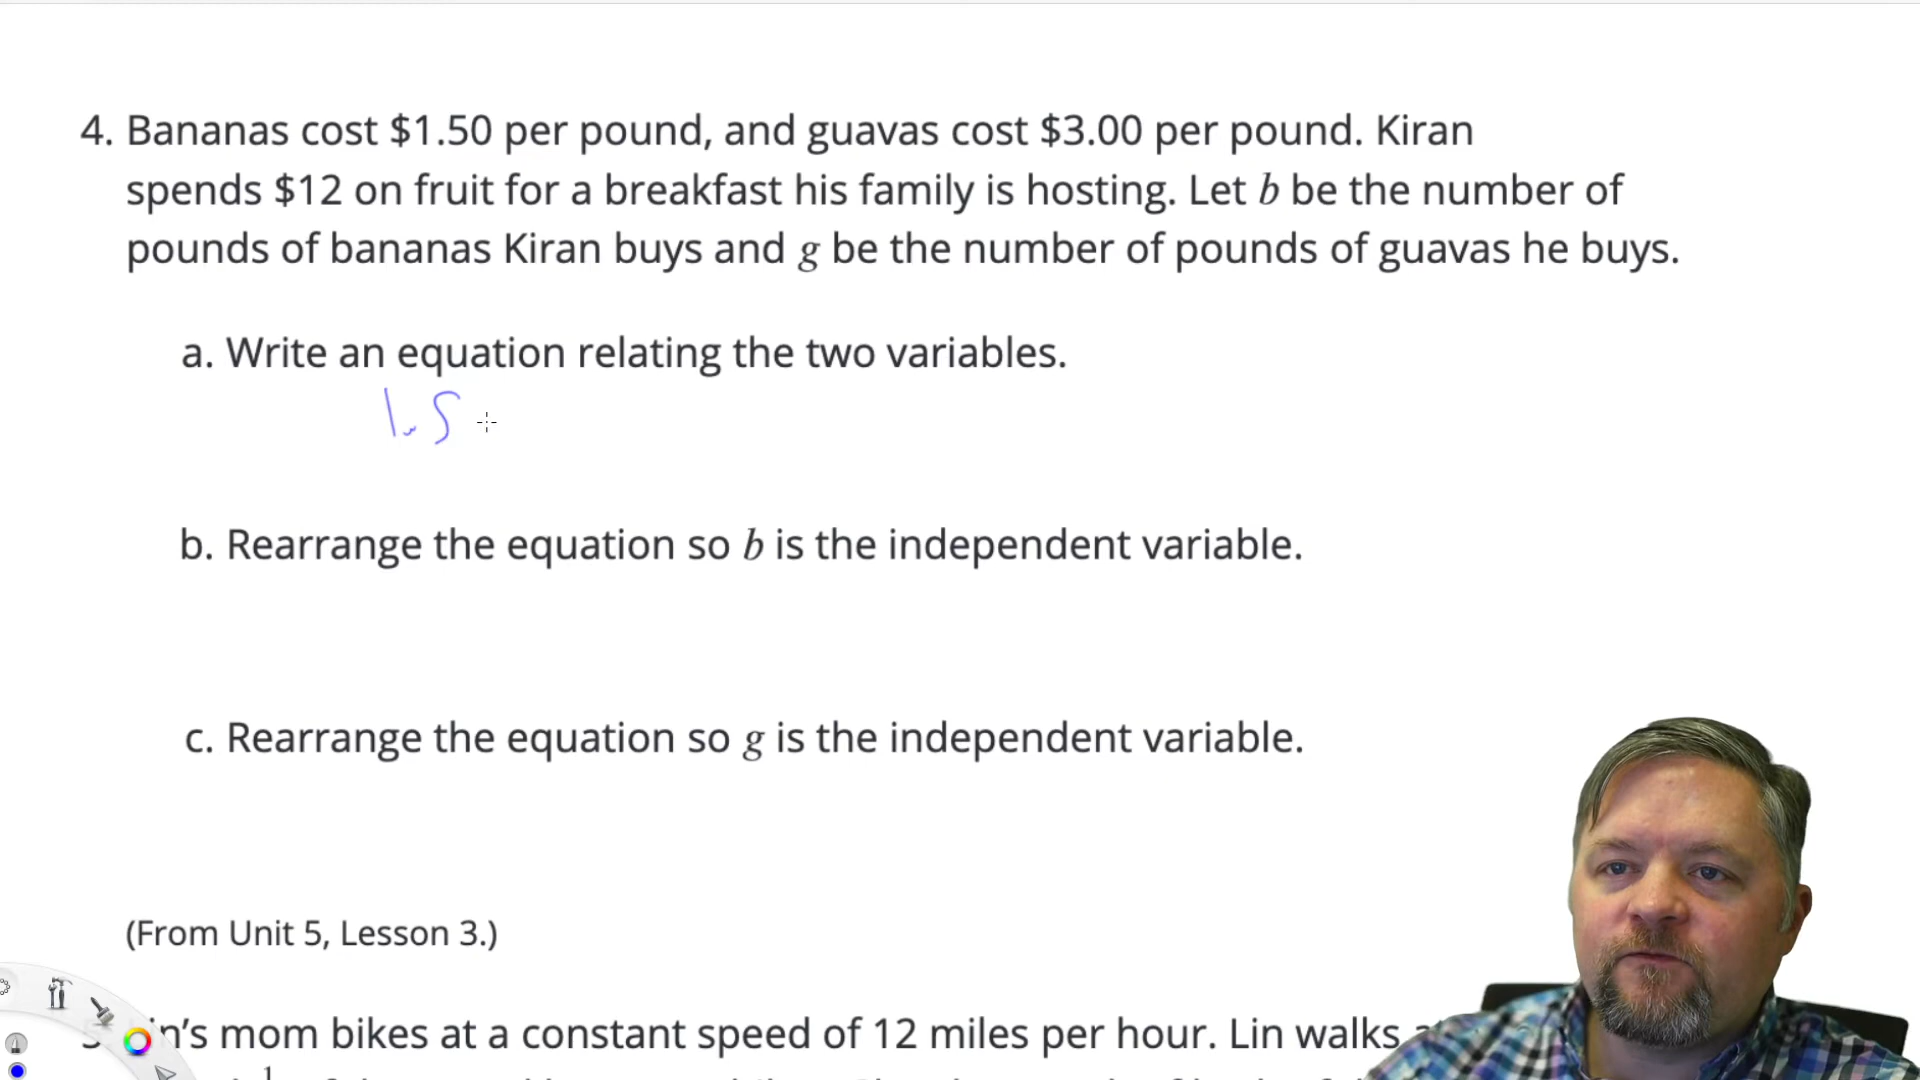 4. Bananas cost $1.50 per pound, and guavas cost $3.00 per pound. Kiran
spends $12 on fruit for a breakfast his family is hosting. Let b be the number of
pounds of bananas Kiran buys and g be the number of pounds of guavas he buys.
a. Write an equation relating the two variables.
1.5
b. Rearrange the equation so b is the independent variable.
c. Rearrange the equation so g is the independent variable.
(From Unit 5, Lesson 3.)
in's mom bikes at a constant speed of 12 miles per hour. Lin walks